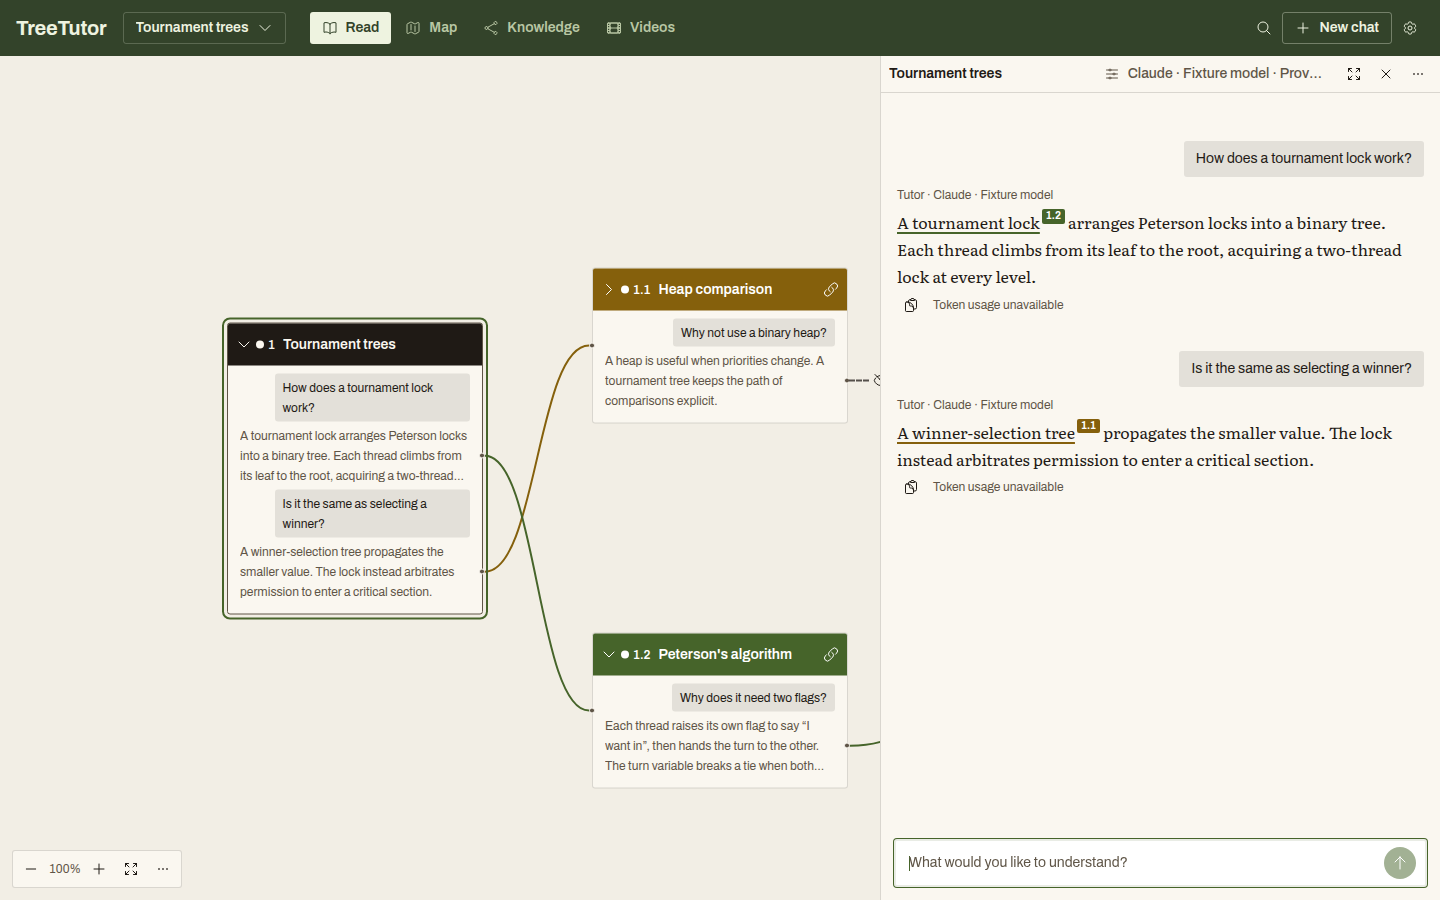 TreeTutor
Tournament trees
Read
Map
Knowledge
Videos
New chat
1 Tournament trees
How does a tournament lock
work?
A tournament lock arranges Peterson locks
into a binary tree. Each thread climbs from
its leaf to the root, acquiring a two-thread…
Is it the same as selecting a
winner?
A winner-selection tree propagates the
smaller value. The lock instead arbitrates
permission to enter a critical section.
1.1 Heap comparison
Why not use a binary heap?
A heap is useful when priorities change. A
tournament tree keeps the path of
comparisons explicit.
1.2 Peterson's algorithm
Why does it need two flags?
Each thread raises its own flag to say “I
want in”, then hands the turn to the other.
The turn variable breaks a tie when both…
100%
Tournament trees
Claude · Fixture model · Prov…
How does a tournament lock work?
Tutor · Claude · Fixture model
A tournament lock 1.2 arranges Peterson locks into a binary tree.
Each thread climbs from its leaf to the root, acquiring a two-thread
lock at every level.
Token usage unavailable
Is it the same as selecting a winner?
Tutor · Claude · Fixture model
A winner-selection tree 1.1 propagates the smaller value. The lock
instead arbitrates permission to enter a critical section.
Token usage unavailable
What would you like to understand?